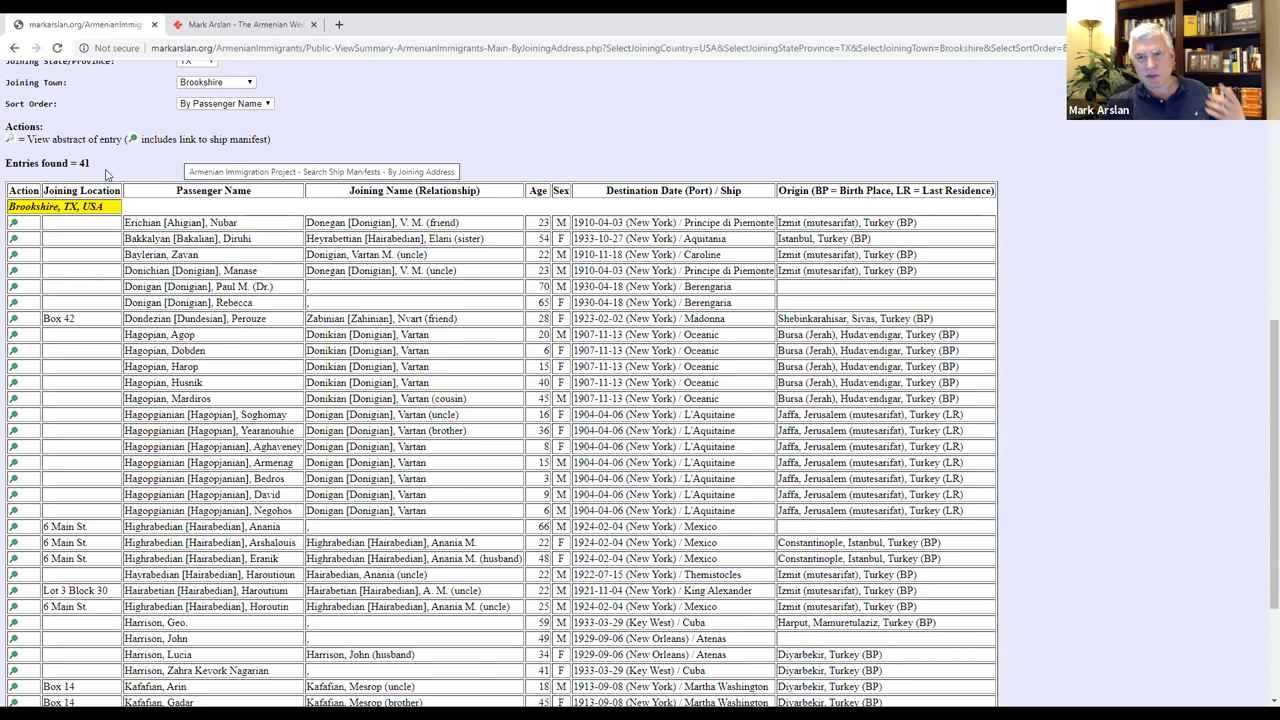 markarslan.org/ArmenianImmig
Mark Arslan - The Armenian Wee
Not secure markarslan.org/ArmenianImmigrants/Public-ViewSummary-ArmenianImmigrants-Main-ByJoiningAddress.php?SelectJoiningCountry=USA&SelectJoiningStateProvince=TX&SelectJoiningTown=Brookshire&SelectSortOrder=B
Mark Arslan
Joining State/Province: TX
Joining Town: Brookshire
Sort Order: By Passenger Name
Actions:
= View abstract of entry ( includes link to ship manifest)
Entries found = 41
Armenian Immigration Project - Search Ship Manifests - By Joining Address
Action Joining Location Passenger Name Joining Name (Relationship) Age Sex Destination Date (Port) / Ship Origin (BP = Birth Place, LR = Last Residence)
Brookshire, TX, USA
Erichian [Ahigian], Nubar Donegan [Donigian], V. M. (friend) 23 M 1910-04-03 (New York) / Principe di Piemonte Izmit (mutesarifat), Turkey (BP)
Bakkalyan [Bakalian], Diruhi Heyrabettian [Hairabedian], Elani (sister) 54 F 1933-10-27 (New York) / Aquitania Istanbul, Turkey (BP)
Baylerian, Zavan Donigian, Vartan M. (uncle) 22 M 1910-11-18 (New York) / Caroline Izmit (mutesarifat), Turkey (BP)
Donichian [Donigian], Manase Donegan [Donigian], V. M. (uncle) 23 M 1910-04-03 (New York) / Principe di Piemonte Izmit (mutesarifat), Turkey (BP)
Donigan [Donigian], Paul M. (Dr.) , 70 M 1930-04-18 (New York) / Berengaria
Donigan [Donigian], Rebecca , 65 F 1930-04-18 (New York) / Berengaria
Box 42 Dondezian [Dundesian], Perouze Zabinian [Zahinian], Nvart (friend) 28 F 1923-02-02 (New York) / Madonna Shebinkarahisar, Sivas, Turkey (BP)
Hagopian, Agop Donikian [Donigian], Vartan 20 M 1907-11-13 (New York) / Oceanic Bursa (Jerah), Hudavendigar, Turkey (BP)
Hagopian, Dobden Donikian [Donigian], Vartan 6 F 1907-11-13 (New York) / Oceanic Bursa (Jerah), Hudavendigar, Turkey (BP)
Hagopian, Harop Donikian [Donigian], Vartan 15 F 1907-11-13 (New York) / Oceanic Bursa (Jerah), Hudavendigar, Turkey (BP)
Hagopian, Husnik Donikian [Donigian], Vartan 40 F 1907-11-13 (New York) / Oceanic Bursa (Jerah), Hudavendigar, Turkey (BP)
Hagopian, Mardiros Donikian [Donigian], Vartan (cousin) 45 M 1907-11-13 (New York) / Oceanic Bursa (Jerah), Hudavendigar, Turkey (BP)
Hagopgianian [Hagopian], Soghomay Donigan [Donigian], Vartan (uncle) 16 F 1904-04-06 (New York) / L'Aquitaine Jaffa, Jerusalem (mutesarifat), Turkey (LR)
Hagopgianian [Hagopjanian], Yearanouhie Donigan [Donigian], Vartan (brother) 36 F 1904-04-06 (New York) / L'Aquitaine Jaffa, Jerusalem (mutesarifat), Turkey (LR)
Hagopgianian [Hagopjanian], Aghaveney Donigan [Donigian], Vartan 8 F 1904-04-06 (New York) / L'Aquitaine Jaffa, Jerusalem (mutesarifat), Turkey (LR)
Hagopgianian [Hagopjanian], Armenag Donigan [Donigian], Vartan 15 M 1904-04-06 (New York) / L'Aquitaine Jaffa, Jerusalem (mutesarifat), Turkey (LR)
Hagopgianian [Hagopjanian], Bedros Donigan [Donigian], Vartan 3 M 1904-04-06 (New York) / L'Aquitaine Jaffa, Jerusalem (mutesarifat), Turkey (LR)
Hagopgianian [Hagopjanian], David Donigan [Donigian], Vartan 9 M 1904-04-06 (New York) / L'Aquitaine Jaffa, Jerusalem (mutesarifat), Turkey (LR)
Hagopgianian [Hagopjanian], Negohos Donigan [Donigian], Vartan 6 M 1904-04-06 (New York) / L'Aquitaine Jaffa, Jerusalem (mutesarifat), Turkey (LR)
6 Main St. Highrabedian [Hairabedian], Anania , 66 M 1924-02-04 (New York) / Mexico
6 Main St. Highrabedian [Hairabedian], Arshalouis Highrabedian [Hairabedian], Anania M. 22 F 1924-02-04 (New York) / Mexico Constantinople, Istanbul, Turkey (BP)
6 Main St. Highrabedian [Hairabedian], Eranik Highrabedian [Hairabedian], Anania M. (husband) 48 F 1924-02-04 (New York) / Mexico Constantinople, Istanbul, Turkey (BP)
Hayrabedian [Hairabedian], Haroutioun Hairabedian, Anania (uncle) 22 M 1922-07-15 (New York) / Themistocles Izmit (mutesarifat), Turkey (BP)
Lot 3 Block 30 Hairabetian [Hairabedian], Haroutium Hairabetian [Hairabedian], A. M. (uncle) 22 M 1921-11-04 (New York) / King Alexander Izmit (mutesarifat), Turkey (BP)
6 Main St. Highrabedian [Hairabedian], Horoutin Highrabedian [Hairabedian], Anania M. (uncle) 25 M 1924-02-04 (New York) / Mexico Izmit (mutesarifat), Turkey (BP)
Harrison, Geo. , 59 M 1933-03-29 (Key West) / Cuba Harput, Mamuretulaziz, Turkey (BP)
Harrison, John , 49 M 1929-09-06 (New Orleans) / Atenas
Harrison, Lucia Harrison, John (husband) 34 F 1929-09-06 (New Orleans) / Atenas Diyarbekir, Turkey (BP)
Harrison, Zahra Kevork Nagarian , 41 F 1933-03-29 (Key West) / Cuba Diyarbekir, Turkey (BP)
Box 14 Kafafian, Arin Kafafian, Mesrop (uncle) 18 M 1913-09-08 (New York) / Martha Washington Diyarbekir, Turkey (BP)
Box 14 Kafafian, Gadar Kafafian, Mesrop (brother) 45 F 1913-09-08 (New York) / Martha Washington Diyarbekir, Turkey (BP)